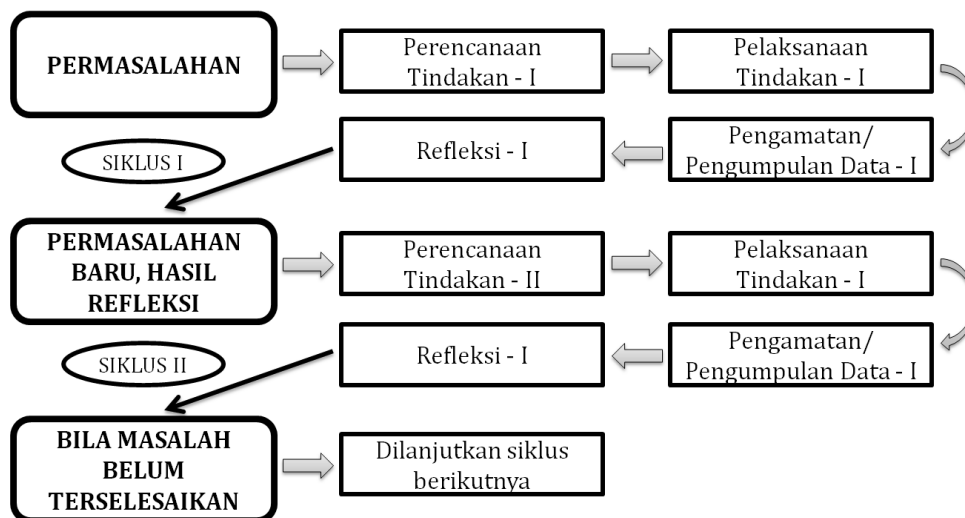 PERMASALAHAN
Perencanaan
Tindakan - I
Pelaksanaan
Tindakan - I
SIKLUS I
Refleksi - I
Pengamatan/
Pengumpulan Data - I
PERMASALAHAN
BARU, HASIL
REFLEKSI
Perencanaan
Tindakan - II
Pelaksanaan
Tindakan - I
SIKLUS II
Refleksi - I
Pengamatan/
Pengumpulan Data - I
BILA MASALAH
BELUM
TERSELESAIKAN
Dilanjutkan siklus
berikutnya